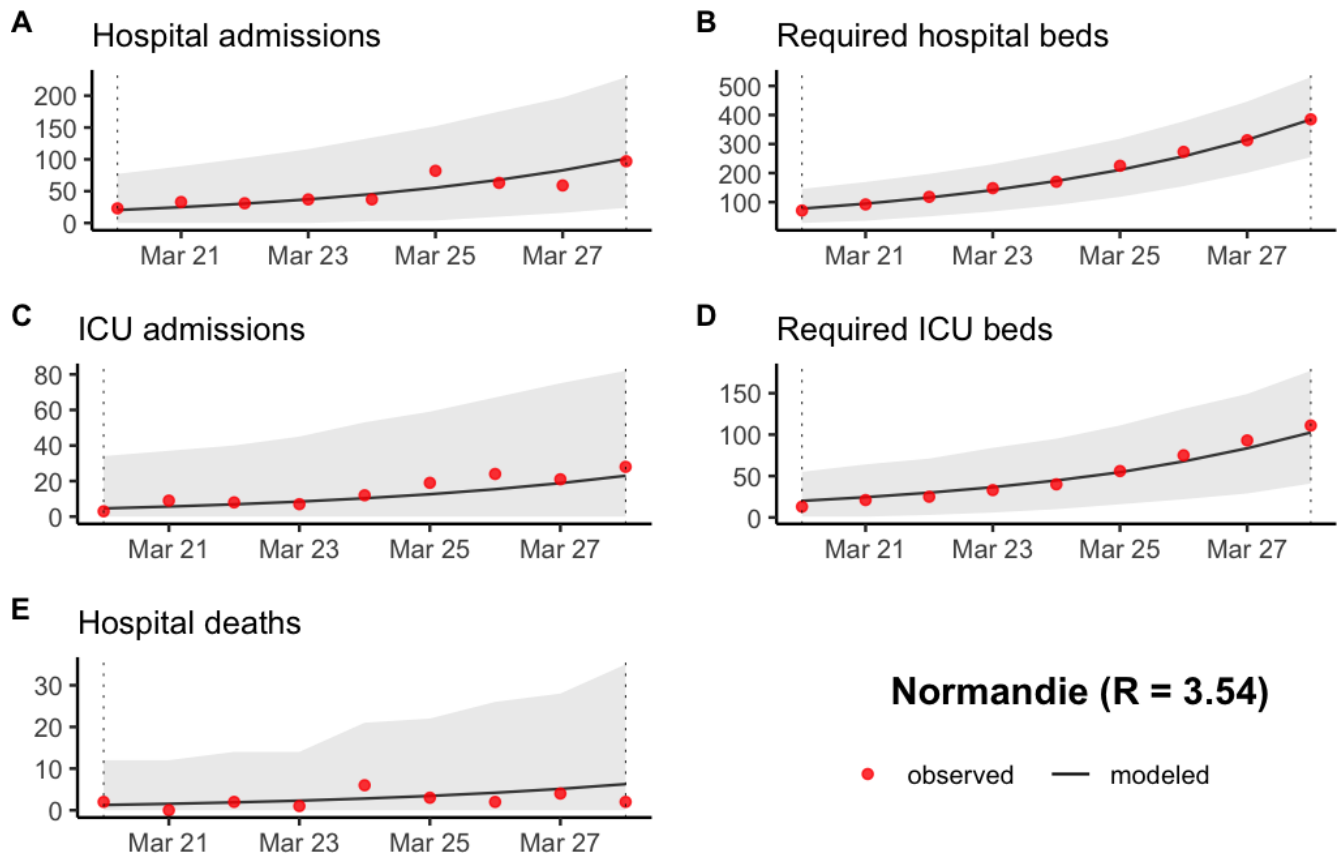 A
Hospital admissions
200
150
100
50
0
Mar 21 Mar 23 Mar 25 Mar 27
B
Required hospital beds
500
400
300
200
100
Mar 21 Mar 23 Mar 25 Mar 27
C
ICU admissions
80
60
40
20
0
Mar 21 Mar 23 Mar 25 Mar 27
D
Required ICU beds
150
100
50
0
Mar 21 Mar 23 Mar 25 Mar 27
E
Hospital deaths
30
20
10
0
Mar 21 Mar 23 Mar 25 Mar 27
Normandie (R = 3.54)
observed modeled